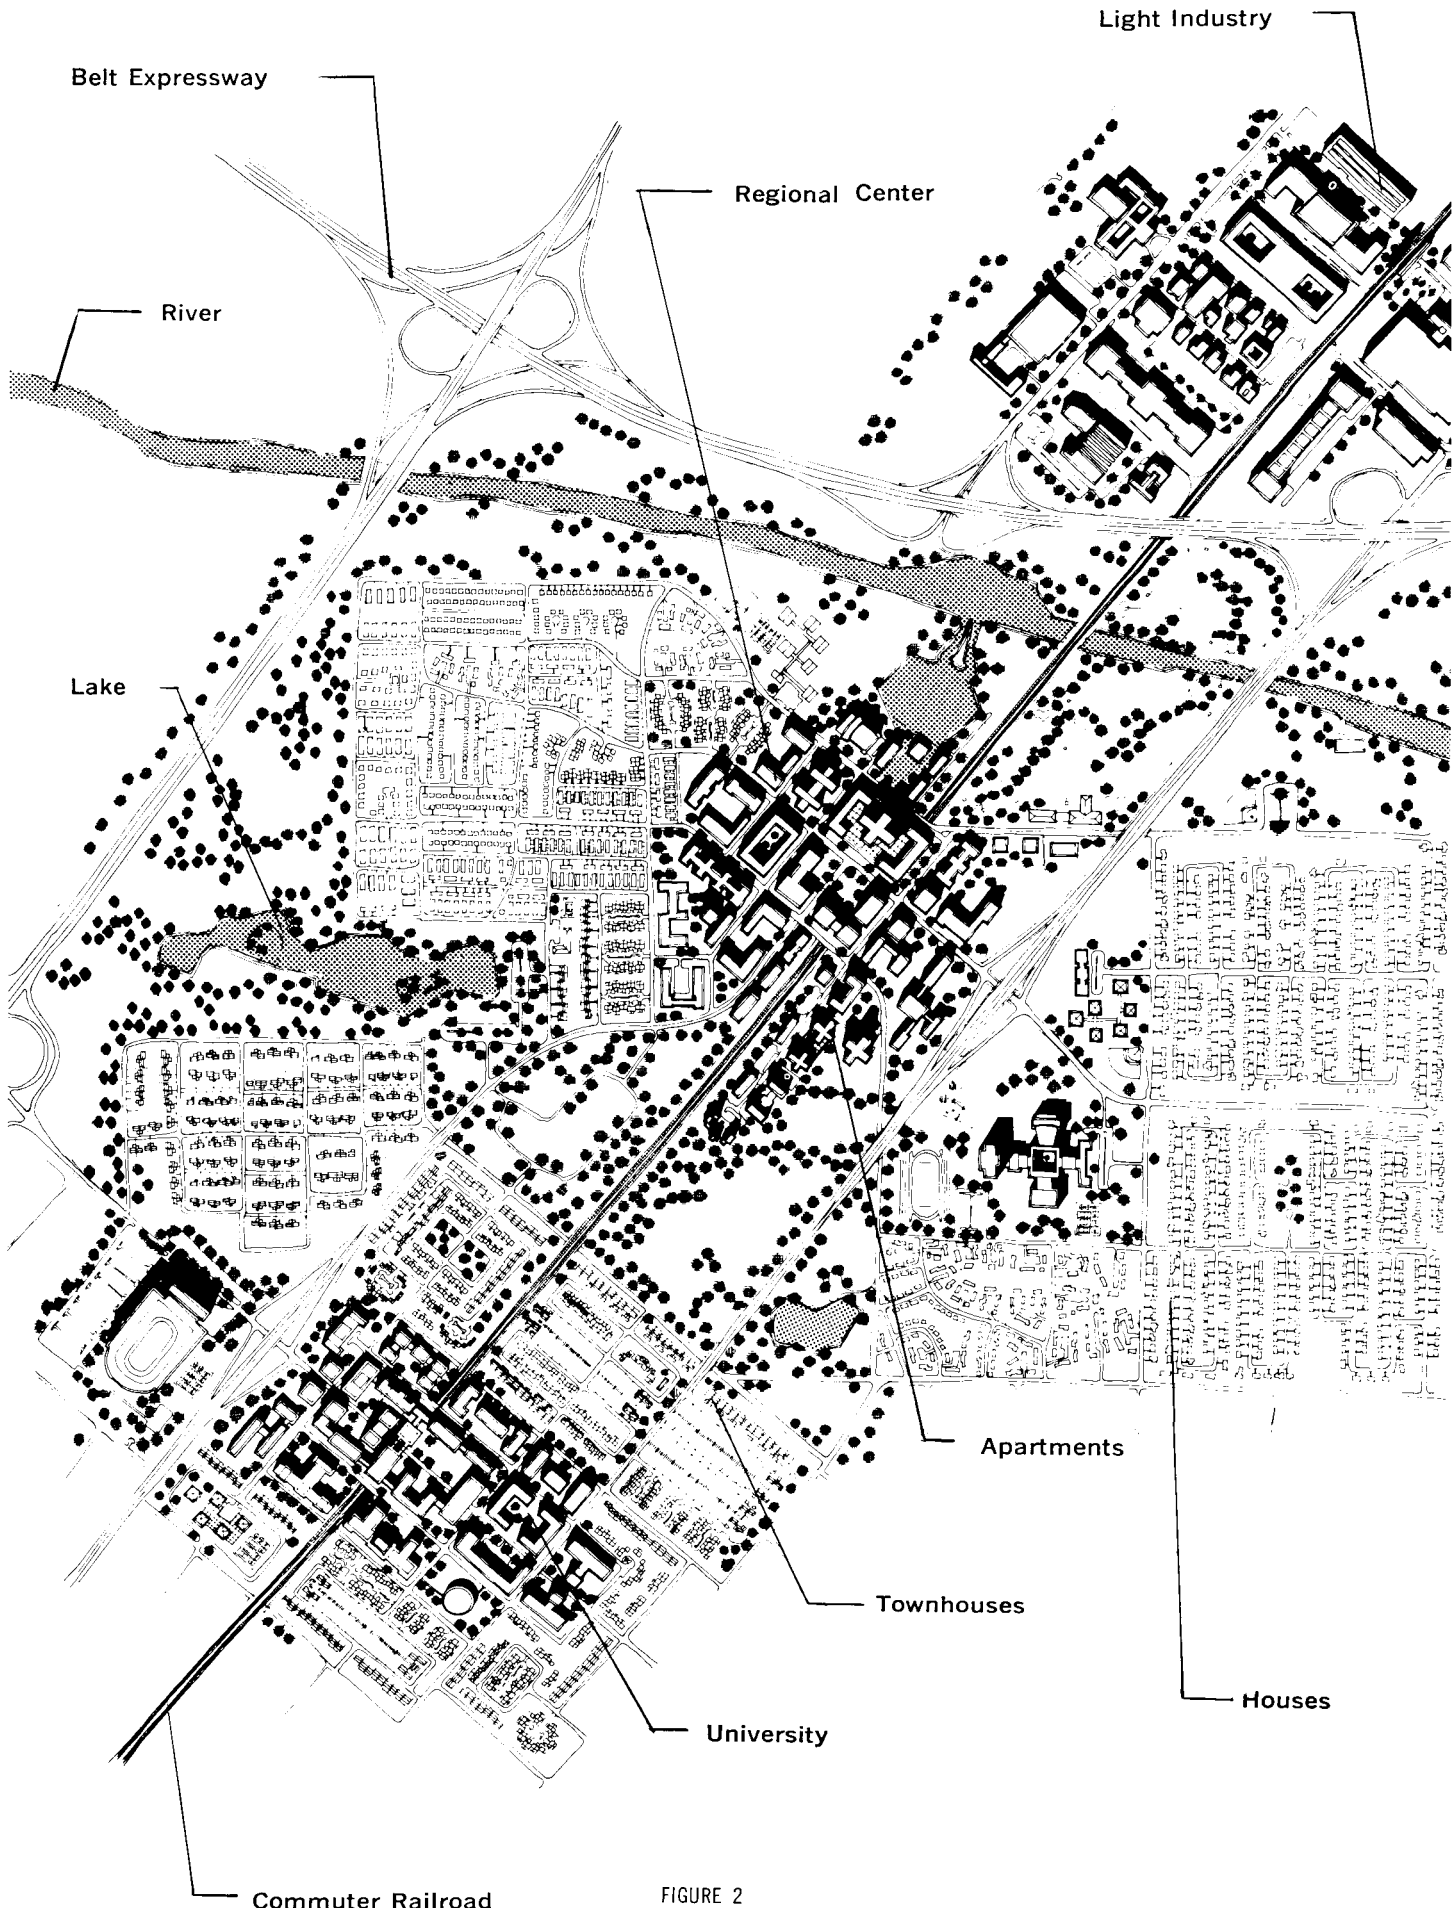 Light Industry
Belt Expressway
Regional Center
River
Lake
Apartments
Townhouses
Houses
University
Commuter Railroad
FIGURE 2